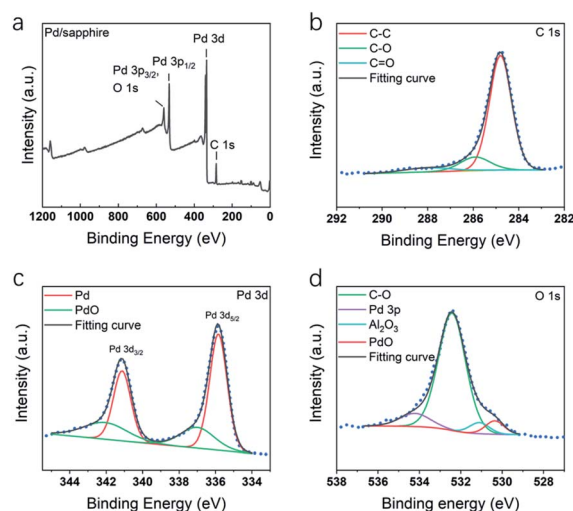 a
Pd/sapphire
Pd 3d
Pd 3p1/2
Pd 3p3/2,
O 1s
C 1s
Intensity (a.u.)
1200 1000 800 600 400 200 0
Binding Energy (eV)
b
C-C
C-O
C=O
Fitting curve
C 1s
Intensity (a.u.)
292 290 288 286 284 282
Binding Energy (eV)
c
Pd
PdO
Fitting curve
Pd 3d
Pd 3d3/2
Pd 3d5/2
Intensity (a.u.)
344 342 340 338 336 334
Binding Energy (eV)
d
C-O
Pd 3p
Al2O3
PdO
Fitting curve
O 1s
Intensity (a.u.)
538 536 534 532 530 528
Binding energy (eV)